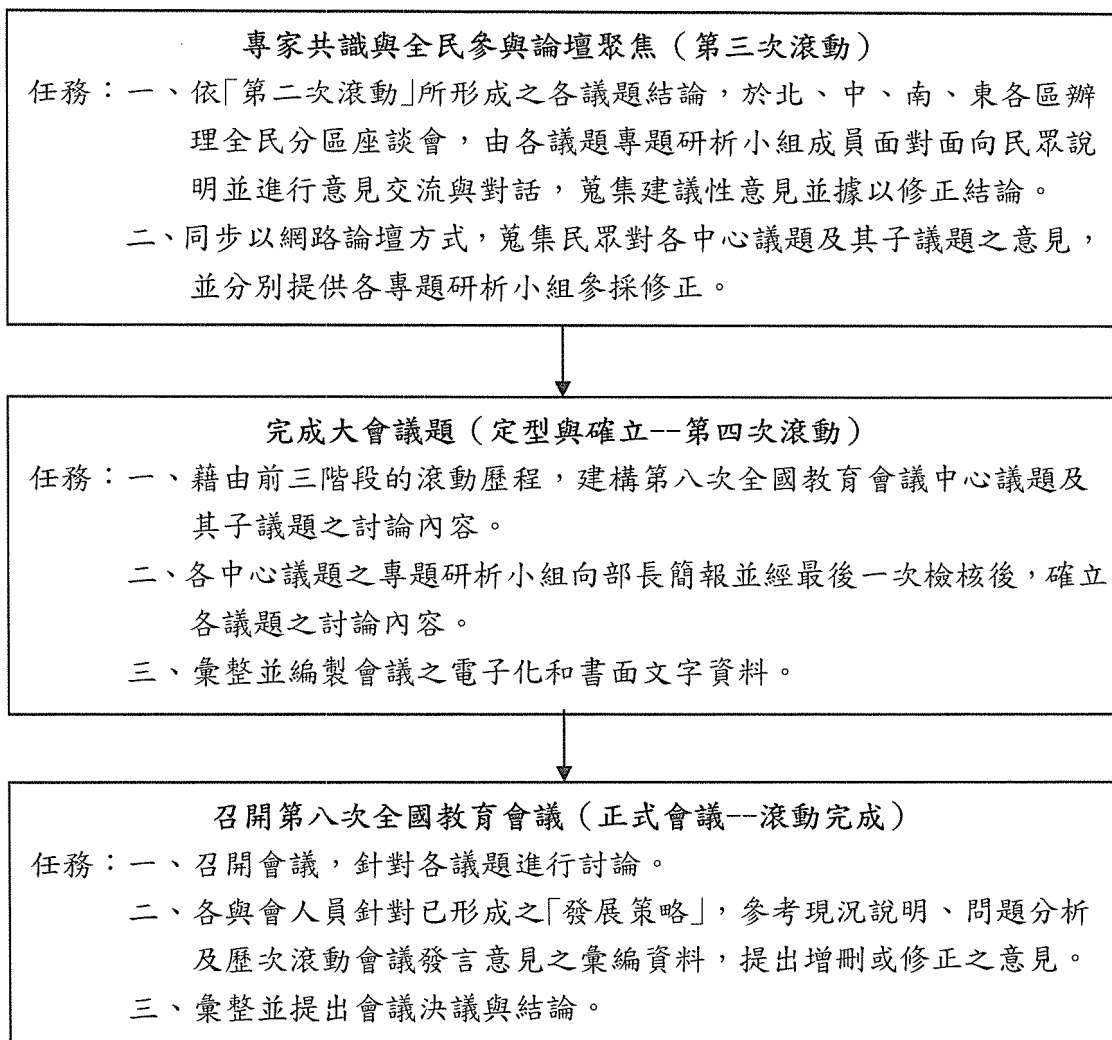 專家共識與全民參與論壇聚焦（第三次滾動）
任務：一、依「第二次滾動」所形成之各議題結論，於北、中、南、東各區辦
理全民分區座談會，由各議題專題研析小組成員面對面向民眾說
明並進行意見交流與對話，蒐集建議性意見並據以修正結論。
二、同步以網路論壇方式，蒐集民眾對各中心議題及其子議題之意見，
並分別提供各專題研析小組參採修正。
完成大會議題（定型與確立--第四次滾動）
任務：一、藉由前三階段的滾動歷程，建構第八次全國教育會議中心議題及
其子議題之討論內容。
二、各中心議題之專題研析小組向部長簡報並經最後一次檢核後，確立
各議題之討論內容。
三、彙整並編製會議之電子化和書面文字資料。
召開第八次全國教育會議（正式會議--滾動完成）
任務：一、召開會議，針對各議題進行討論。
二、各與會人員針對已形成之「發展策略」，參考現況說明、問題分析
及歷次滾動會議發言意見之彙編資料，提出增刪或修正之意見。
三、彙整並提出會議決議與結論。